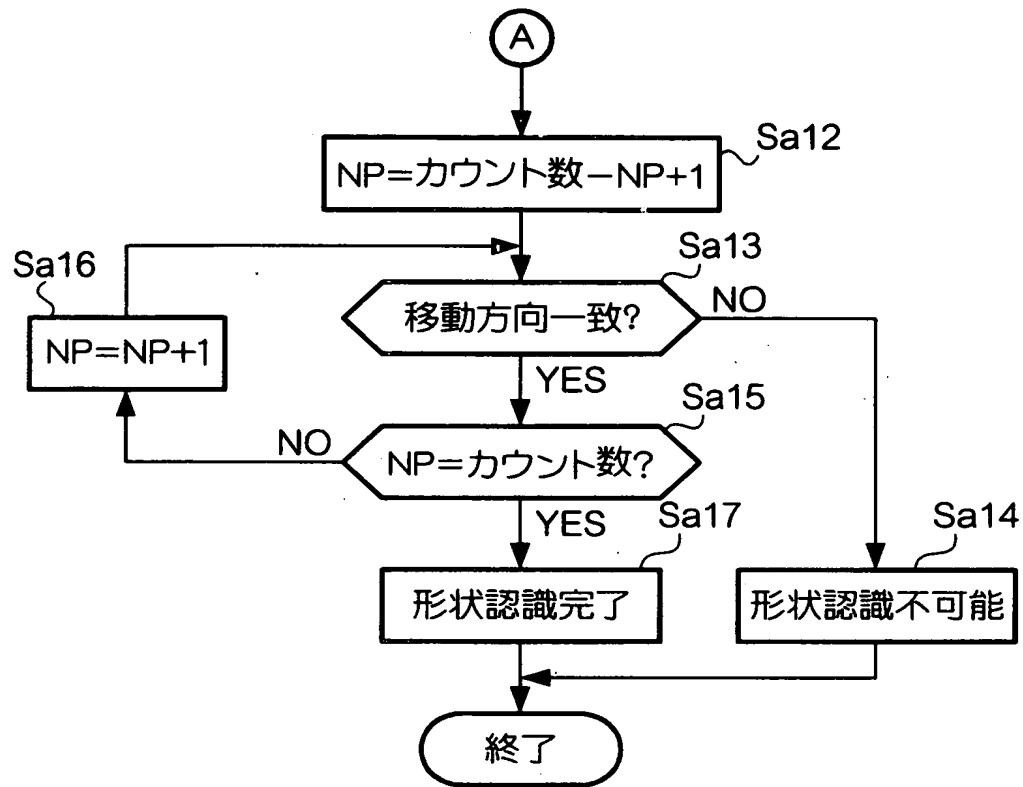 A
Sa12
NP=カウント数−NP+1
Sa16
Sa13
移動方向一致?
NO
NP=NP+1
YES
Sa15
NO
NP=カウント数?
YES
Sa17
Sa14
形状認識完了
形状認識不可能
終了